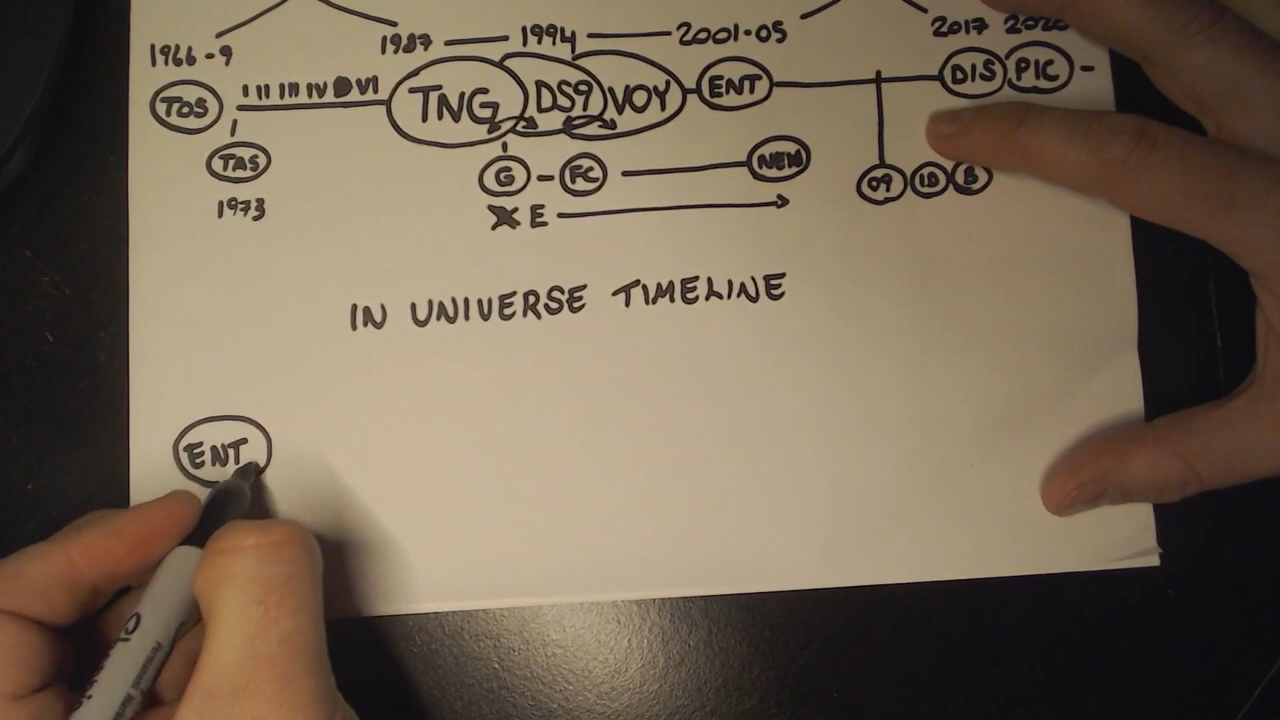 1966-9 1987 — 1994 — 2001-05 2017 2020
TOS I II III IV VI TNG DS9 VOY ENT DIS PIC -
TAS G - FC NEM 09 ID B
1973 E
IN UNIVERSE TIMELINE
ENT